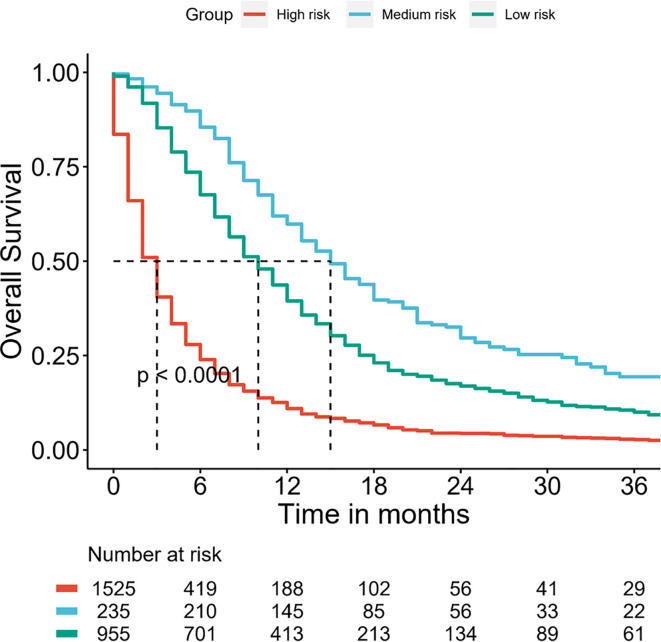 Group High risk Medium risk Low risk
Overall Survival
1.00
0.75
0.50
0.25
0.00
p < 0.0001
0 6 12 18 24 30 36
Time in months
Number at risk
1525 419 188 102 56 41 29
235 210 145 85 56 33 22
955 701 413 213 134 89 61